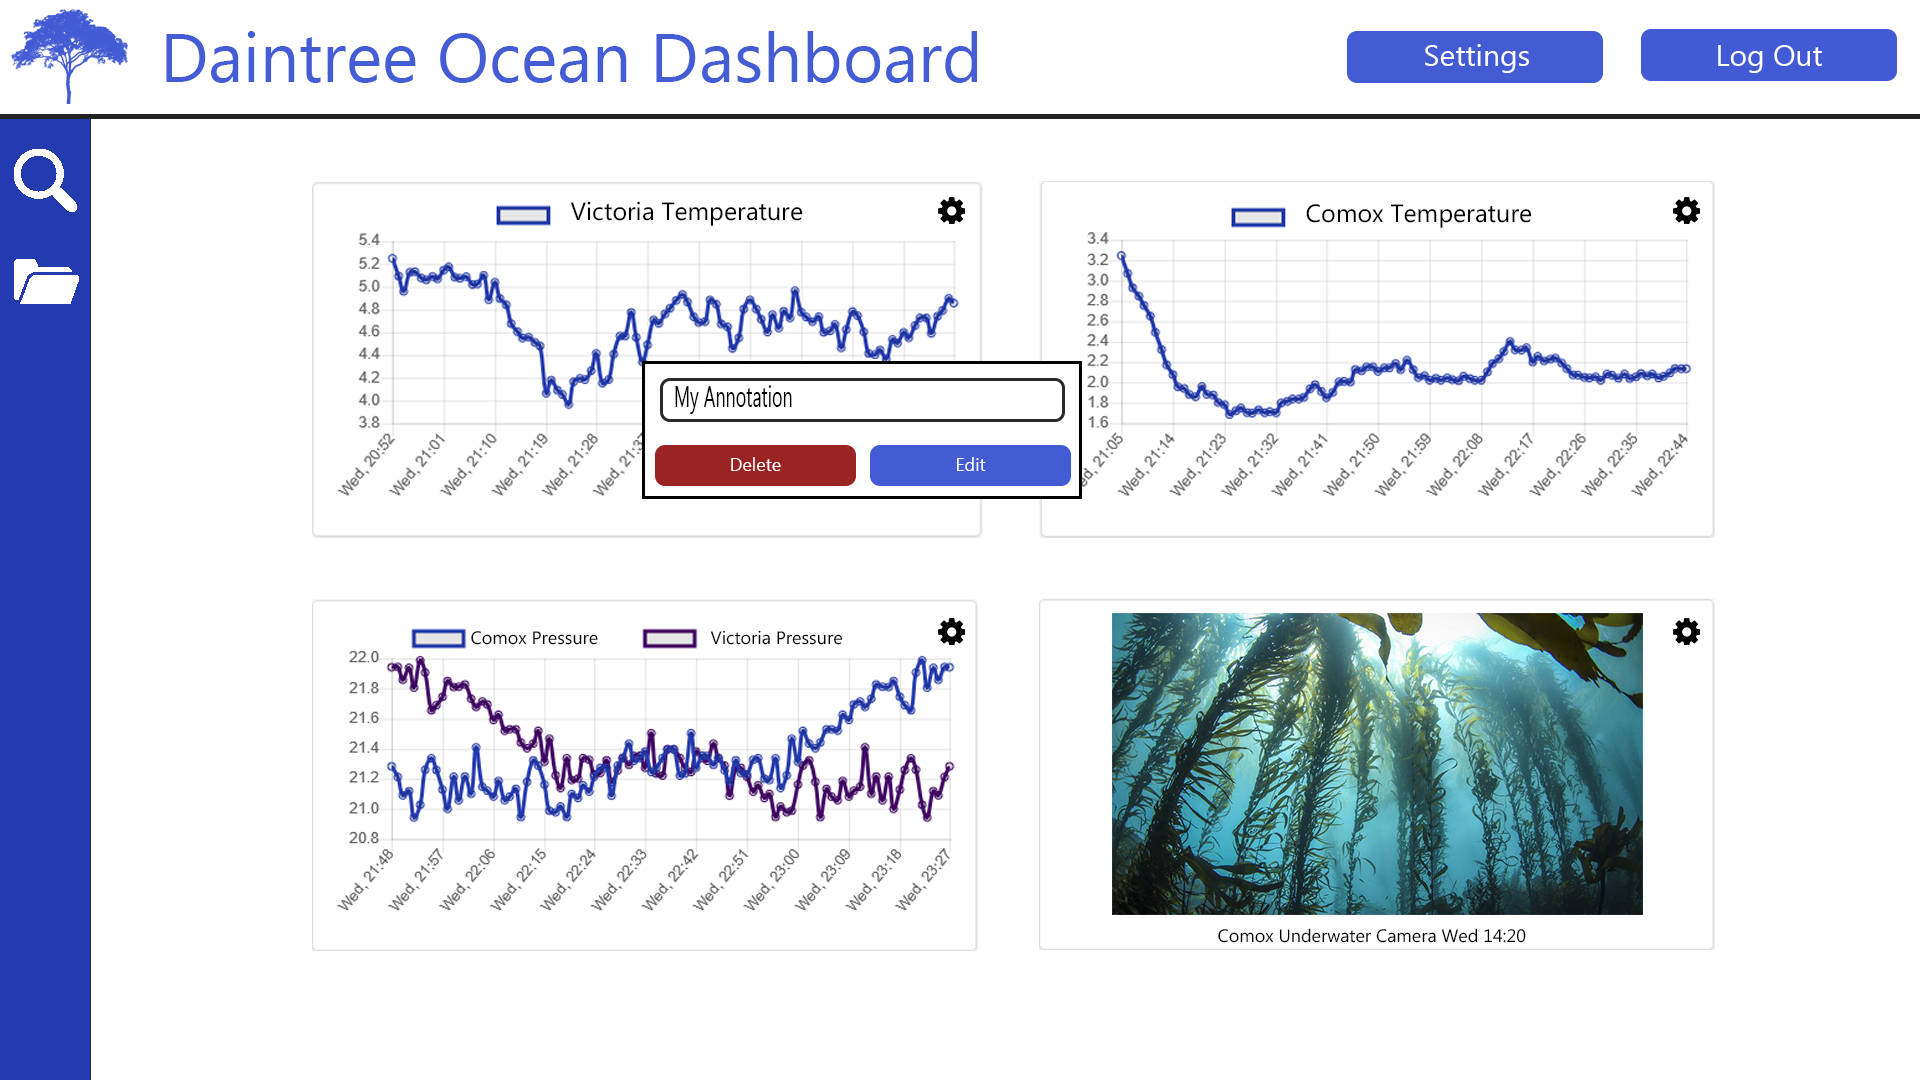 Daintree Ocean Dashboard
Settings
Log Out
Victoria Temperature
5.4
5.2
5.0
4.8
4.6
4.4
4.2
4.0
3.8
Wed, 20:52
Wed, 21:01
Wed, 21:10
Wed, 21:19
Wed, 21:28
Comox Temperature
3.4
3.2
3.0
2.8
2.6
2.4
2.2
2.0
1.8
1.6
Wed, 21:14
Wed, 21:23
Wed, 21:32
Wed, 21:41
Wed, 21:50
Wed, 21:59
Wed, 22:08
Wed, 22:17
Wed, 22:26
Wed, 22:35
Wed, 22:44
My Annotation
Delete
Edit
Comox Pressure
Victoria Pressure
22.0
21.8
21.6
21.4
21.2
21.0
20.8
Wed, 21:48
Wed, 21:57
Wed, 22:06
Wed, 22:15
Wed, 22:24
Wed, 22:33
Wed, 22:42
Wed, 22:51
Wed, 23:00
Wed, 23:09
Wed, 23:18
Wed, 23:27
Comox Underwater Camera Wed 14:20